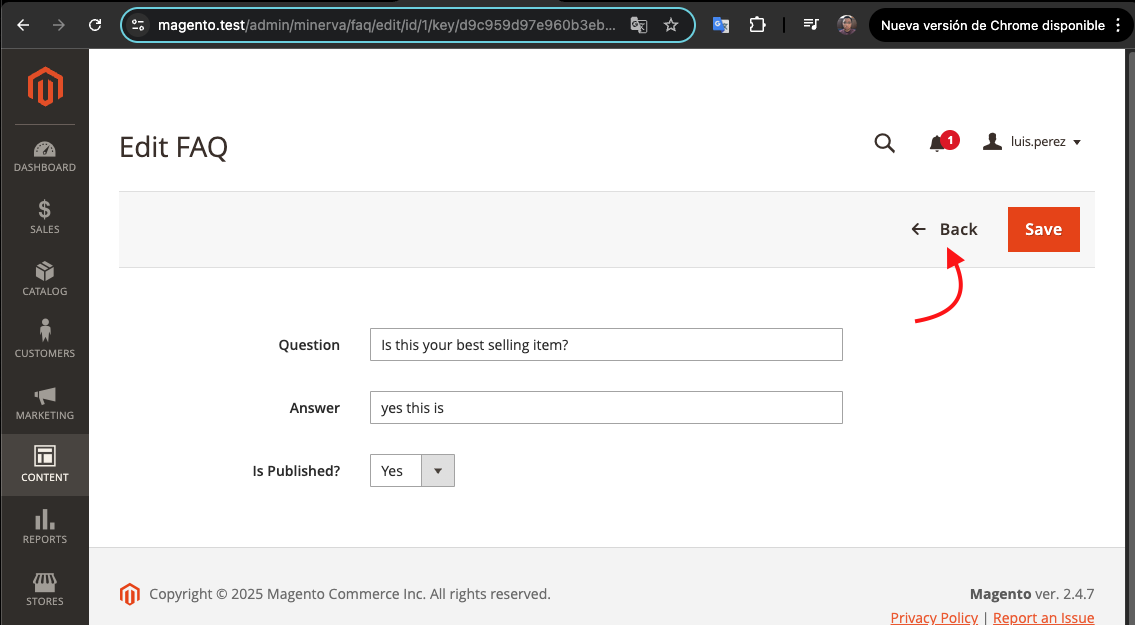 magento.test/admin/minerva/faq/edit/id/1/key/d9c959d97e960b3eb...
Nueva versión de Chrome disponible
Edit FAQ
1
luis.perez
DASHBOARD
SALES
CATALOG
CUSTOMERS
MARKETING
CONTENT
REPORTS
STORES
Back
Save
Question
Is this your best selling item?
Answer
yes this is
Is Published?
Yes
Copyright © 2025 Magento Commerce Inc. All rights reserved.
Magento ver. 2.4.7
Privacy Policy | Report an Issue